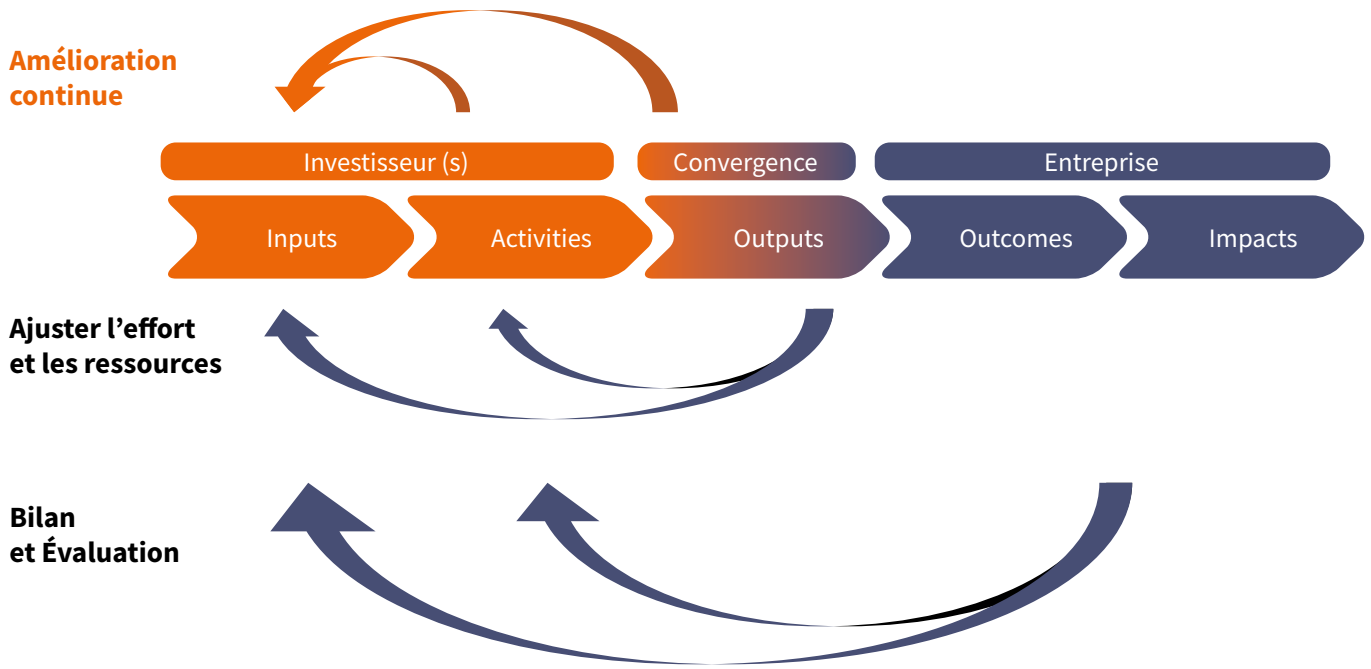 Amélioration
continue
Investisseur (s)
Convergence
Entreprise
Inputs
Activities
Outputs
Outcomes
Impacts
Ajuster l’effort
et les ressources
Bilan
et Évaluation